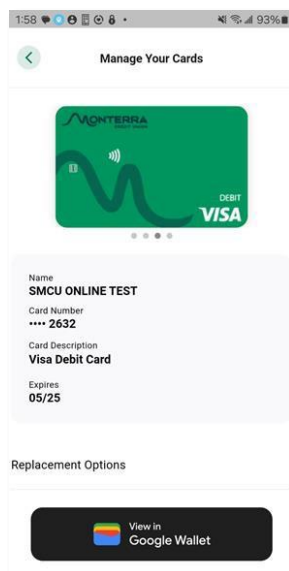 1:58
93%
Manage Your Cards
MONTERRA
CREDIT UNION
DEBIT
VISA
Name
SMCU ONLINE TEST
Card Number
•••• 2632
Card Description
Visa Debit Card
Expires
05/25
Replacement Options
View in
Google Wallet